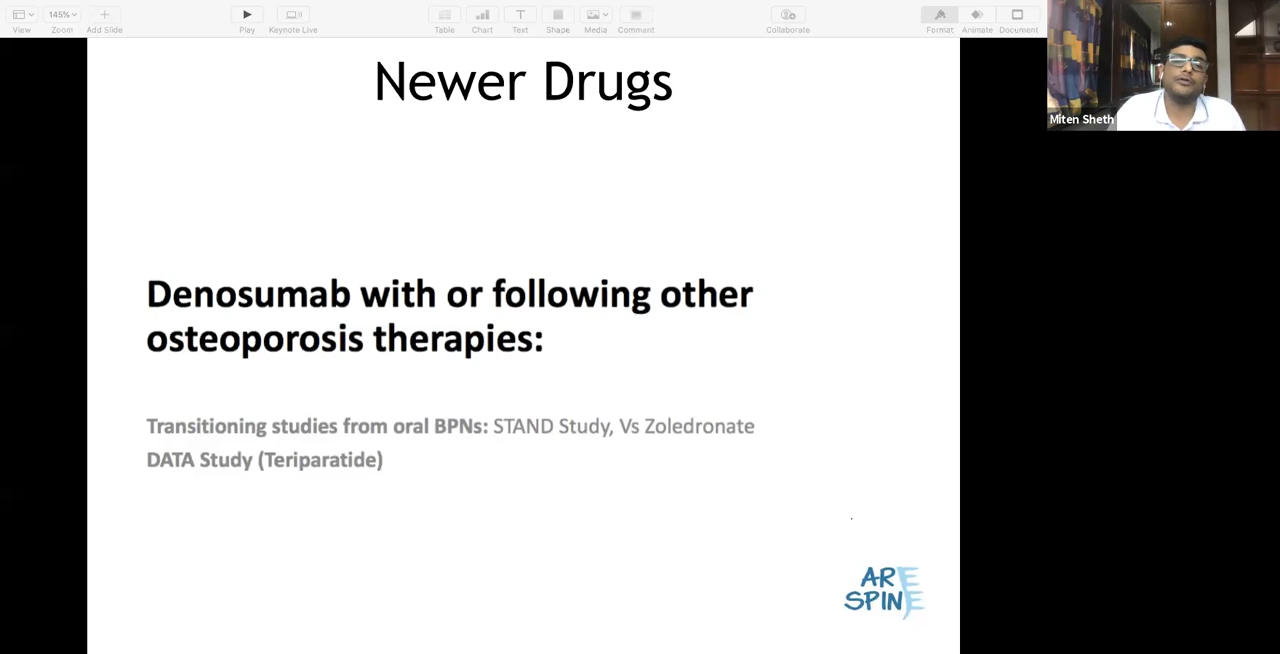 145%
View
Zoom
Add Slide
Play
Keynote Live
Table
Chart
Text
Shape
Media
Comment
Collaborate
Format
Animate
Document
Miten Sheth
Newer Drugs
Denosumab with or following other
osteoporosis therapies:
Transitioning studies from oral BPNs: STAND Study, Vs Zoledronate
DATA Study (Teriparatide)
ARE
SPINE